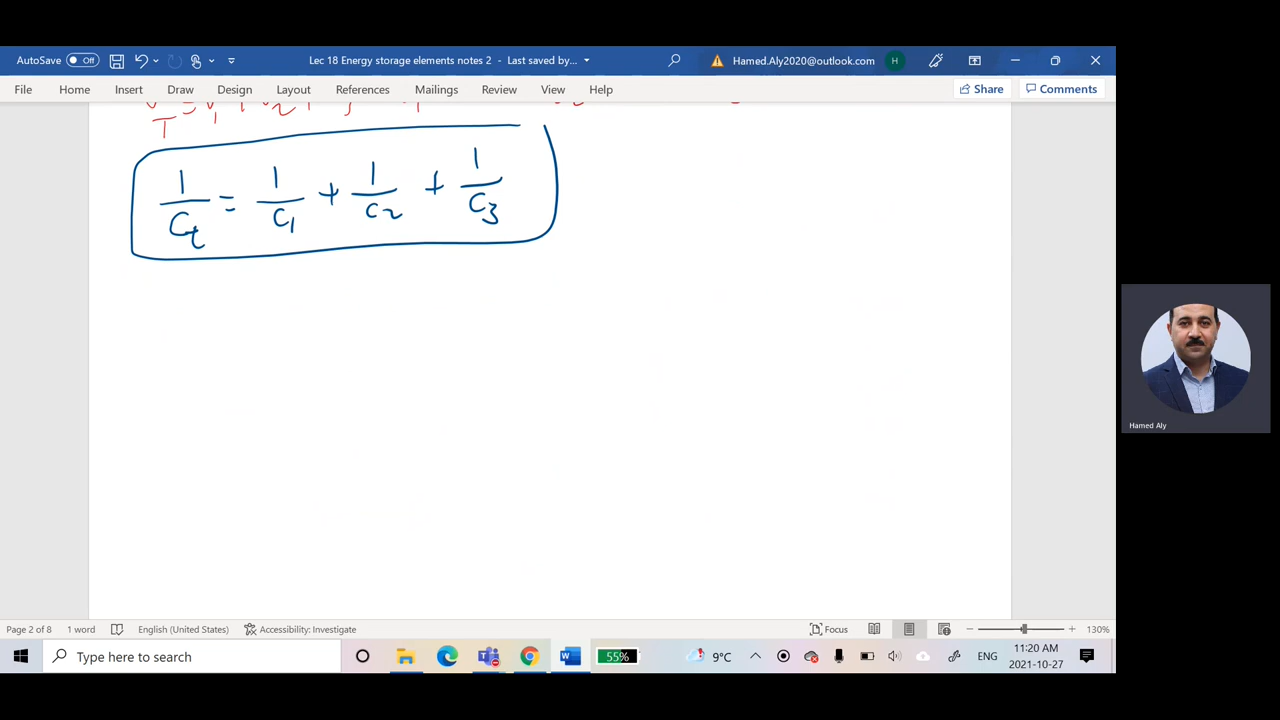 AutoSave Off Lec 18 Energy storage elements notes 2 - Last saved by... Hamed.Aly2020@outlook.com H
File Home Insert Draw Design Layout References Mailings Review View Help Share Comments
1/Ct = 1/C1 + 1/C2 + 1/C3
Hamed Aly
Page 2 of 8 1 word English (United States) Accessibility: Investigate Focus 130%
Type here to search 55% 9°C ENG 11:20 AM
2021-10-27